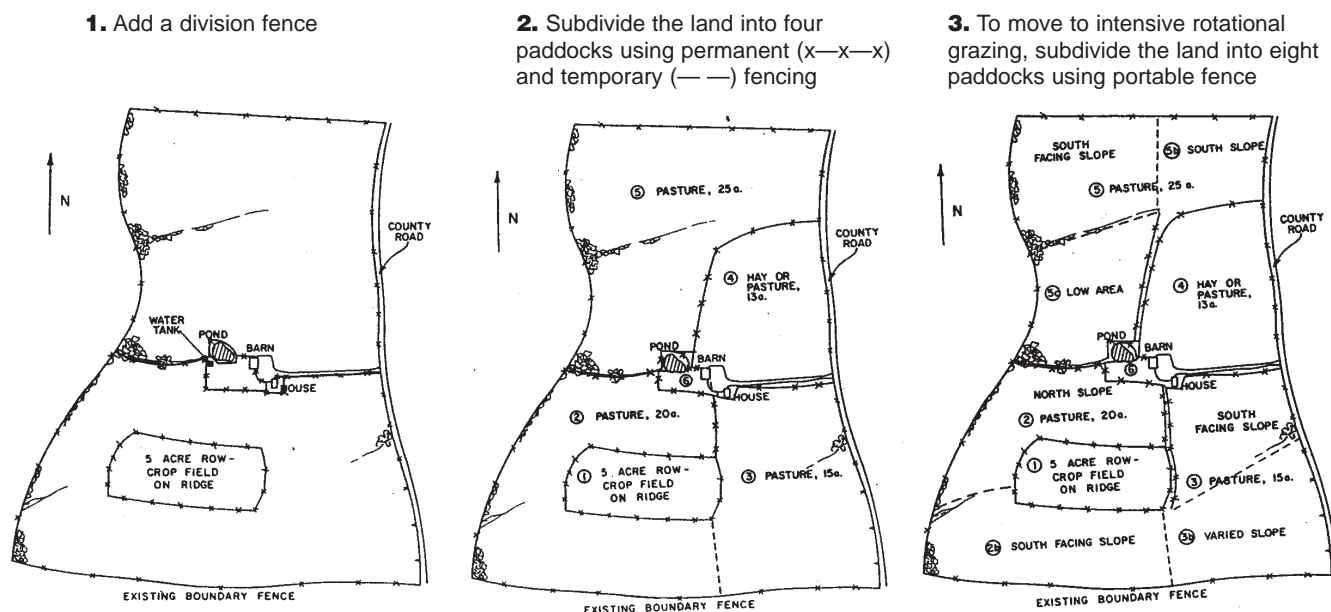 1. Add a division fence
N
COUNTY
ROAD
WATER
TANK
POND
BARN
HOUSE
5 ACRE ROW-
CROP FIELD
ON RIDGE
EXISTING BOUNDARY FENCE
2. Subdivide the land into four
paddocks using permanent (x—x—x)
and temporary (— —) fencing
N
5 PASTURE, 25a.
COUNTY
ROAD
4 HAY OR
PASTURE,
13a.
POND
BARN
6
HOUSE
2 PASTURE, 20a.
1 5 ACRE ROW-
CROP FIELD
ON RIDGE
3 PASTURE, 15a.
EXISTING BOUNDARY FENCE
3. To move to intensive rotational
grazing, subdivide the land into eight
paddocks using portable fence
N
SOUTH
FACING SLOPE
5b SOUTH SLOPE
5 PASTURE, 25 a.
COUNTY
ROAD
5c LOW AREA
4 HAY OR
PASTURE,
13a.
POND
BARN
6
HOUSE
NORTH SLOPE
2 PASTURE, 20a.
SOUTH
FACING SLOPE
1 5 ACRE ROW-
CROP FIELD
ON RIDGE
3 PASTURE, 15a.
2b SOUTH FACING SLOPE
3b VARIED SLOPE
EXISTING BOUNDARY FENCE